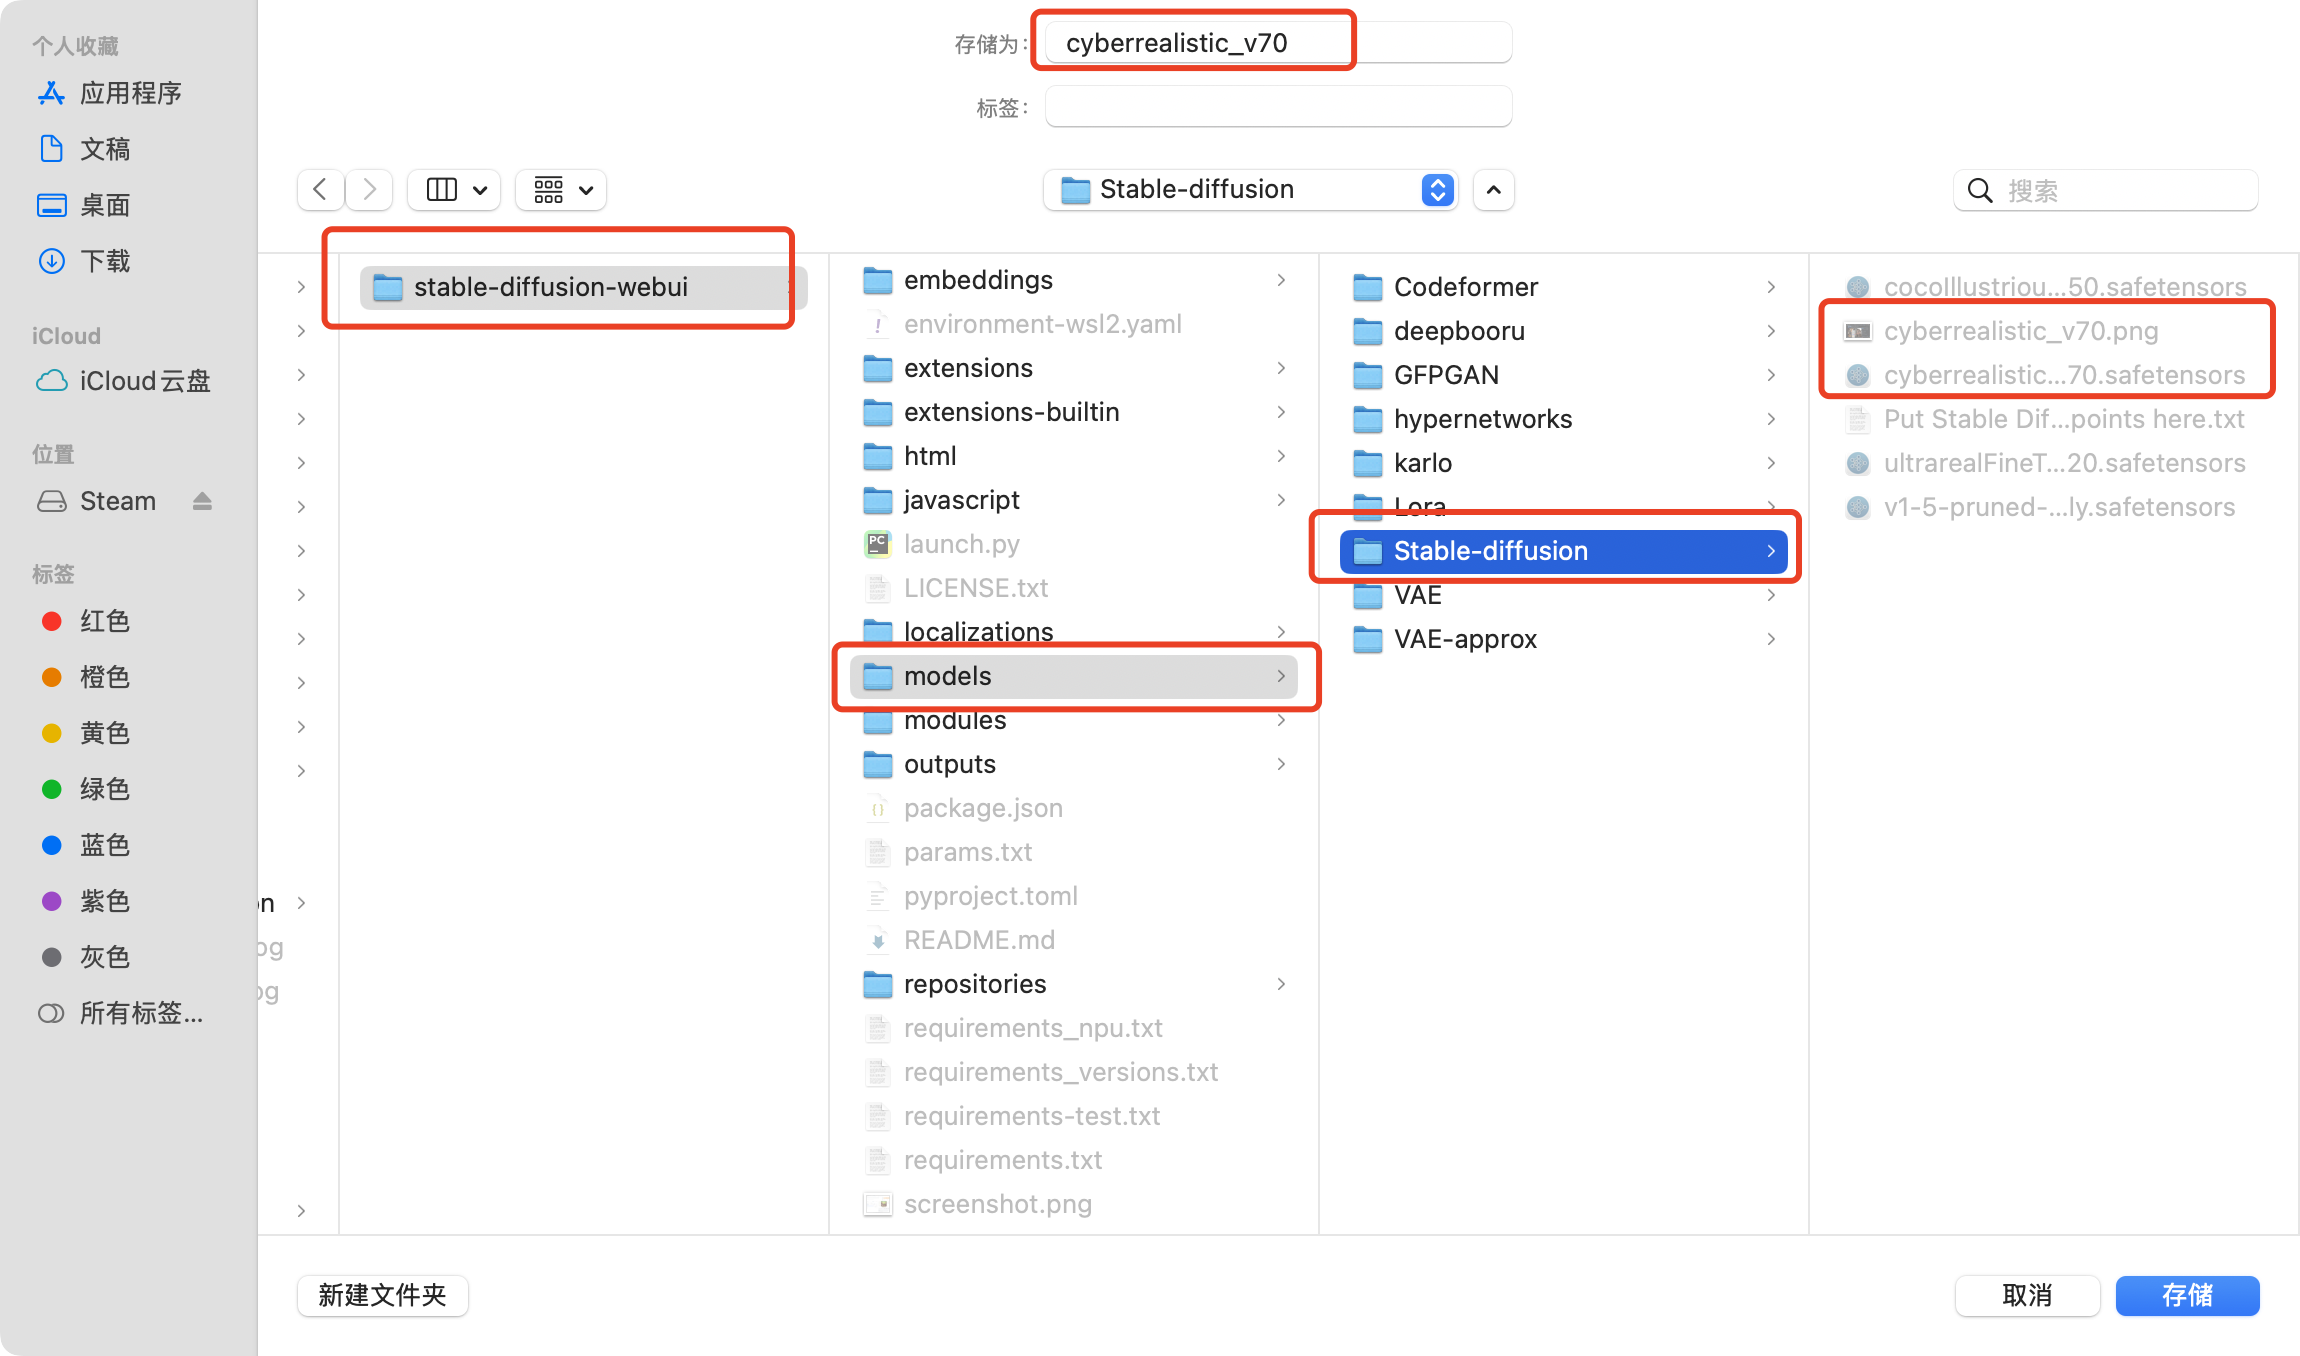 个人收藏
应用程序
文稿
桌面
下载
iCloud
iCloud云盘
位置
Steam
标签
红色
橙色
黄色
绿色
蓝色
紫色
灰色
所有标签...
存储为:
cyberrealistic_v70
标签:
Stable-diffusion
搜索
on
og
og
stable-diffusion-webui
embeddings
environment-wsl2.yaml
extensions
extensions-builtin
html
javascript
launch.py
LICENSE.txt
localizations
models
modules
outputs
package.json
params.txt
pyproject.toml
README.md
repositories
requirements_npu.txt
requirements_versions.txt
requirements-test.txt
requirements.txt
screenshot.png
Codeformer
deepbooru
GFPGAN
hypernetworks
karlo
Lora
Stable-diffusion
VAE
VAE-approx
cocoIllustriou...50.safetensors
cyberrealistic_v70.png
cyberrealistic...70.safetensors
Put Stable Dif...points here.txt
ultrarealFineT...20.safetensors
v1-5-pruned-...ly.safetensors
新建文件夹
取消
存储